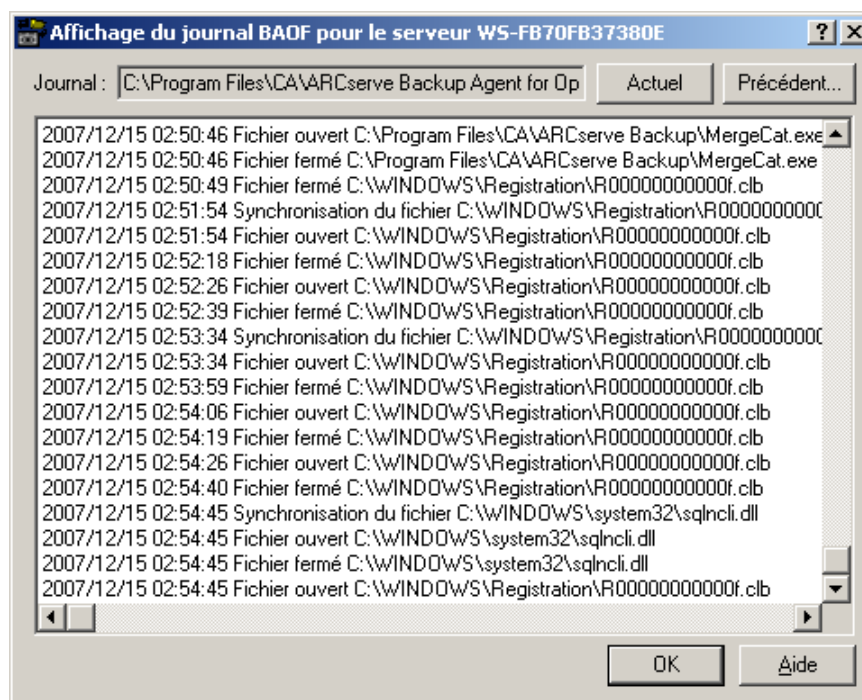 Affichage du journal BAOF pour le serveur WS-FB70FB37380E
Journal : C:\Program Files\CA\ARCserve Backup Agent for Op Actuel Précédent...
2007/12/15 02:50:46 Fichier ouvert C:\Program Files\CA\ARCserve Backup\MergeCat.exe
2007/12/15 02:50:46 Fichier fermé C:\Program Files\CA\ARCserve Backup\MergeCat.exe
2007/12/15 02:50:49 Fichier fermé C:\WINDOWS\Registration\R00000000000f.clb
2007/12/15 02:51:54 Synchronisation du fichier C:\WINDOWS\Registration\R0000000000
2007/12/15 02:51:54 Fichier ouvert C:\WINDOWS\Registration\R00000000000f.clb
2007/12/15 02:52:18 Fichier fermé C:\WINDOWS\Registration\R00000000000f.clb
2007/12/15 02:52:26 Fichier ouvert C:\WINDOWS\Registration\R00000000000f.clb
2007/12/15 02:52:39 Fichier fermé C:\WINDOWS\Registration\R00000000000f.clb
2007/12/15 02:53:34 Synchronisation du fichier C:\WINDOWS\Registration\R0000000000
2007/12/15 02:53:34 Fichier ouvert C:\WINDOWS\Registration\R00000000000f.clb
2007/12/15 02:53:59 Fichier fermé C:\WINDOWS\Registration\R00000000000f.clb
2007/12/15 02:54:06 Fichier ouvert C:\WINDOWS\Registration\R00000000000f.clb
2007/12/15 02:54:19 Fichier fermé C:\WINDOWS\Registration\R00000000000f.clb
2007/12/15 02:54:26 Fichier ouvert C:\WINDOWS\Registration\R00000000000f.clb
2007/12/15 02:54:40 Fichier fermé C:\WINDOWS\Registration\R00000000000f.clb
2007/12/15 02:54:45 Synchronisation du fichier C:\WINDOWS\system32\sqlncli.dll
2007/12/15 02:54:45 Fichier ouvert C:\WINDOWS\system32\sqlncli.dll
2007/12/15 02:54:45 Fichier fermé C:\WINDOWS\system32\sqlncli.dll
2007/12/15 02:54:45 Fichier ouvert C:\WINDOWS\Registration\R00000000000f.clb
OK Aide